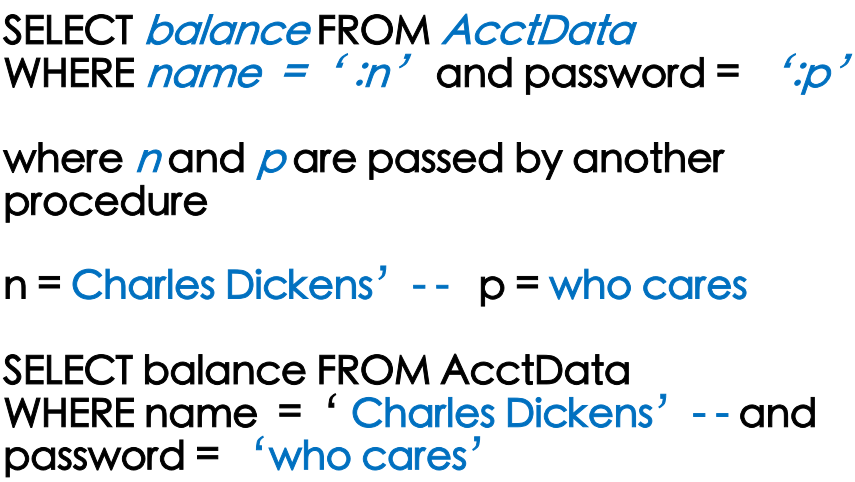 SELECT balance FROM AcctData
WHERE name = ‘ :n’ and password = ‘:p’
where n and p are passed by another
procedure
n = Charles Dickens’ -- p = who cares
SELECT balance FROM AcctData
WHERE name = ‘ Charles Dickens’ -- and
password = ‘who cares’